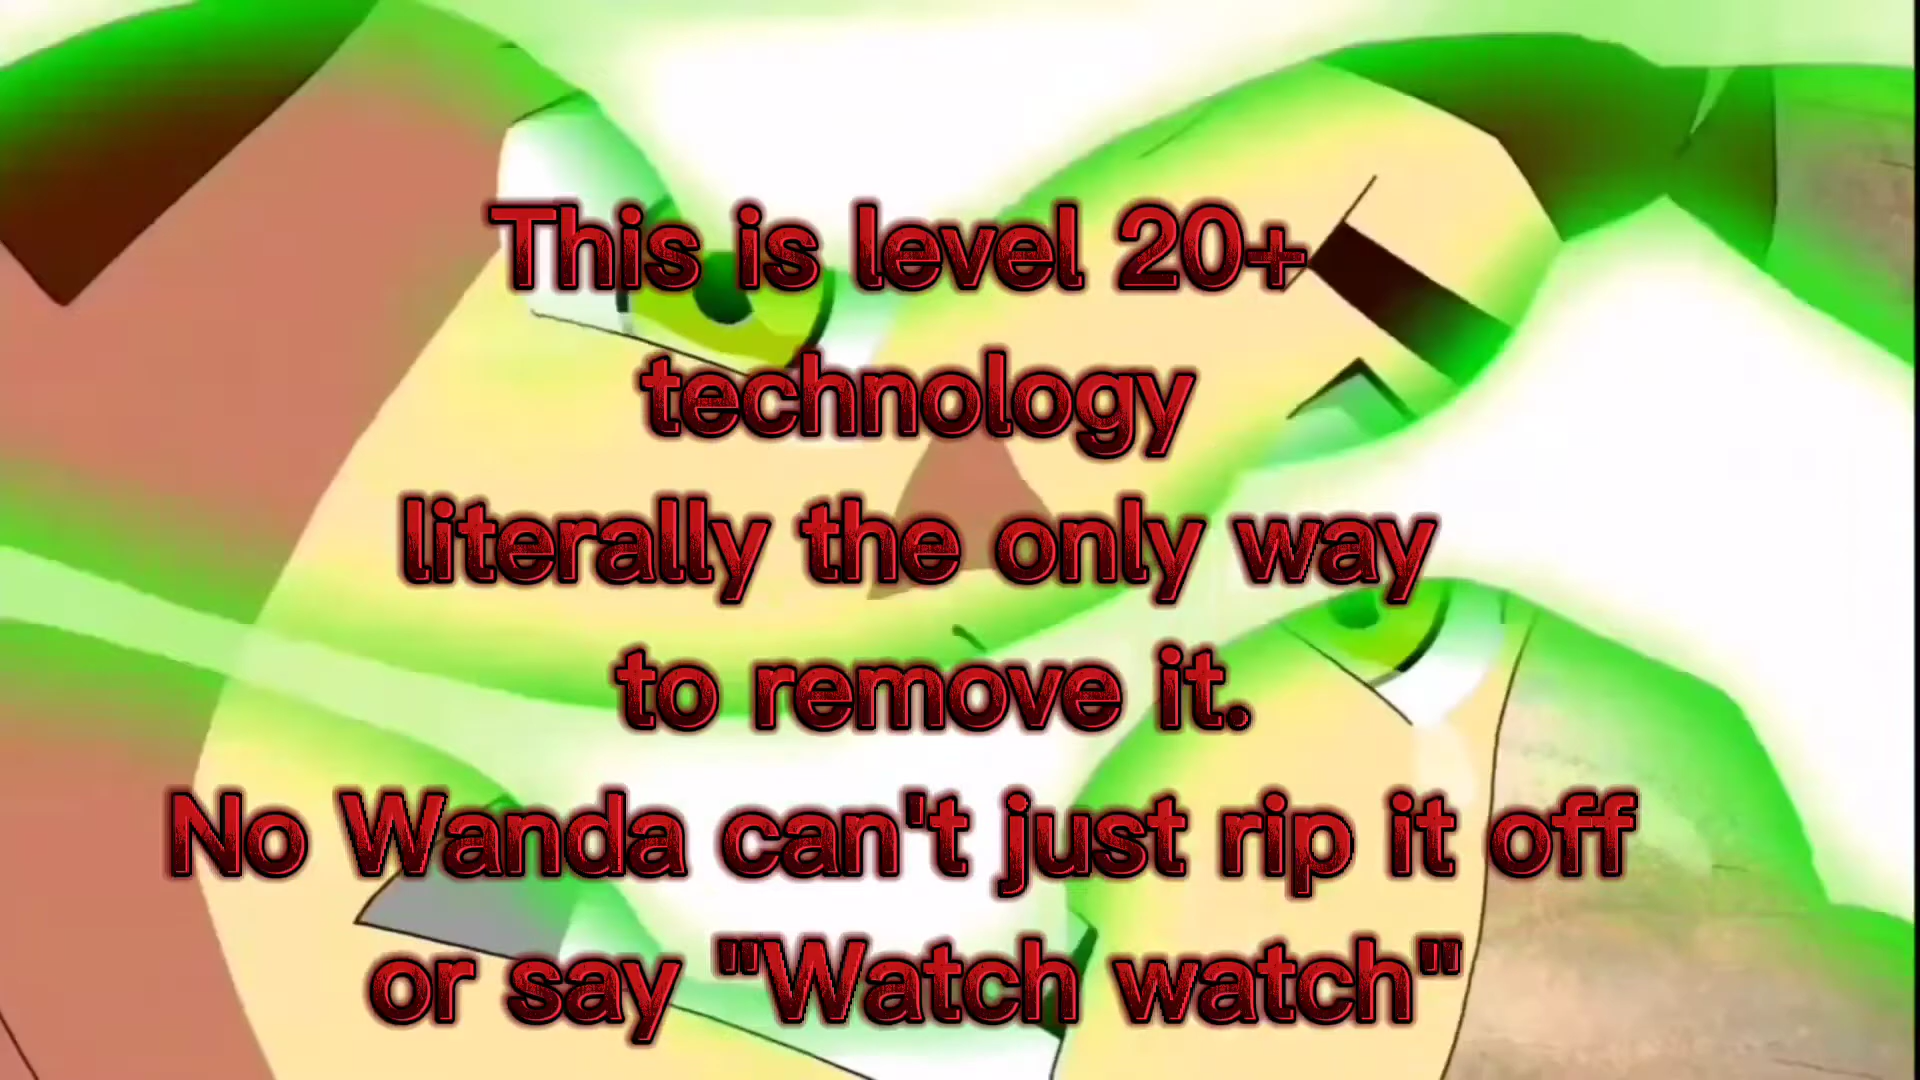 This is level 20+
technology
literally the only way
to remove it.
No Wanda can't just rip it off
or say "Watch watch"